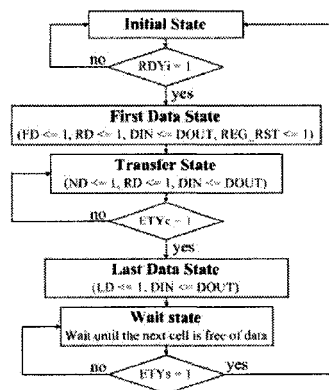 Initial State
no
RDYi = 1
yes
First Data State
(FD <= 1, RD <= 1, DIN <= DOUT, REG_RST <= 1)
Transfer State
(ND <= 1, RD <= 1, DIN <= DOUT)
no
ETYc = 1
yes
Last Data State
(LD <= 1, DIN <= DOUT)
Wait state
Wait until the next cell is free of data
no
ETYs = 1
yes